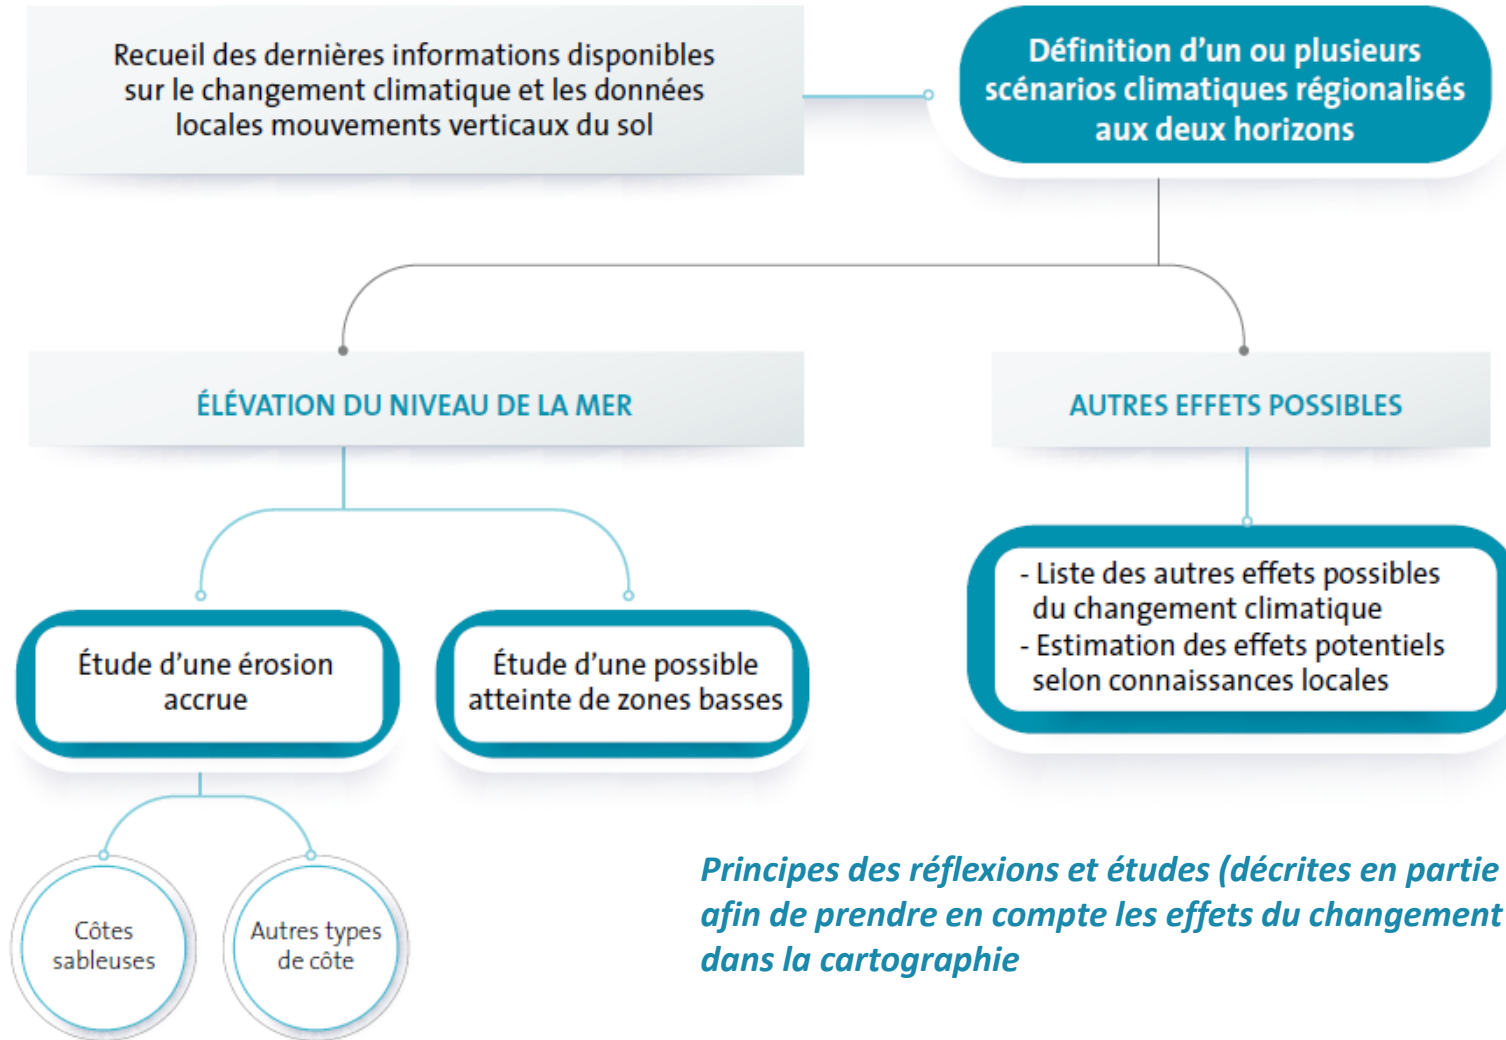 Recueil des dernières informations disponibles
sur le changement climatique et les données
locales mouvements verticaux du sol
Définition d’un ou plusieurs
scénarios climatiques régionalisés
aux deux horizons
ÉLÉVATION DU NIVEAU DE LA MER
AUTRES EFFETS POSSIBLES
Étude d’une érosion
accrue
Étude d’une possible
atteinte de zones basses
- Liste des autres effets possibles
du changement climatique
- Estimation des effets potentiels
selon connaissances locales
Côtes
sableuses
Autres types
de côte
Principes des réflexions et études (décrites en partie
afin de prendre en compte les effets du changement
dans la cartographie